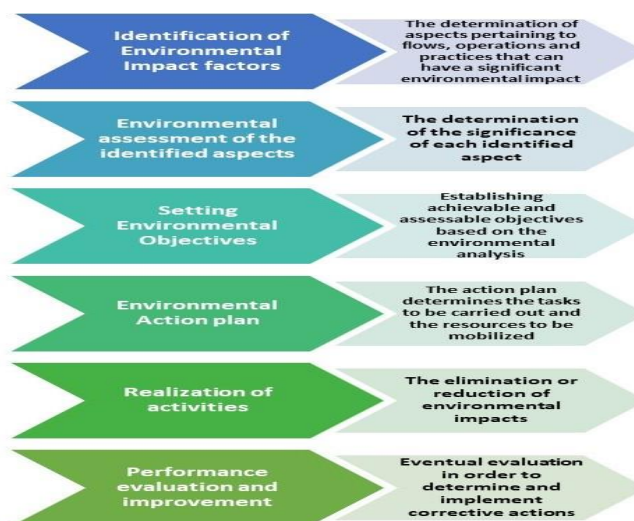 Identification of
Environmental
Impact factors
The determination of
aspects pertaining to
flows, operations and
practices that can
have a significant
environmental impact
Environmental
assessment of the
identified aspects
The determination
of the significance
of each identified
aspect
Setting
Environmental
Objectives
Establishing
achievable and
assessable objectives
based on the
environmental
analysis
Environmental
Action plan
The action plan
determines the tasks
to be carried out and
the resources to be
mobilized
Realization of
activities
The elimination or
reduction of
environmental
impacts
Performance
evaluation and
improvement
Eventual evaluation
in order to
determine and
implement
corrective actions